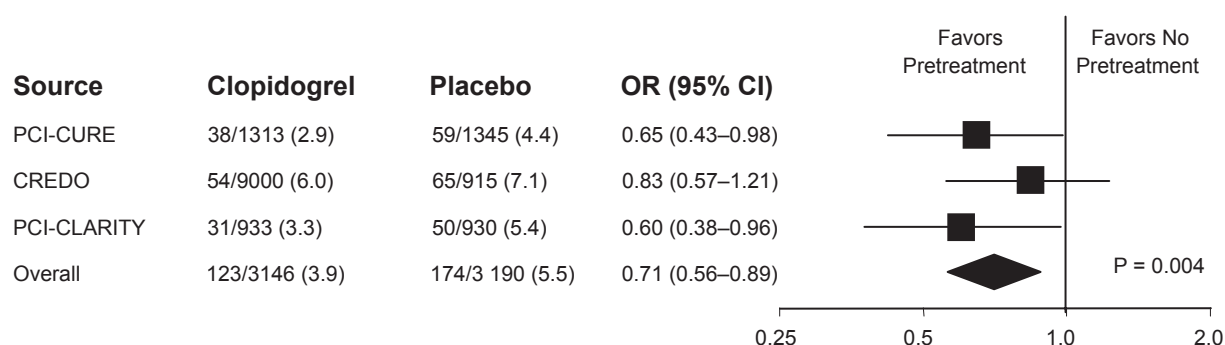 Favors Pretreatment
Favors No Pretreatment
Source Clopidogrel Placebo OR (95% CI)
PCI-CURE 38/1313 (2.9) 59/1345 (4.4) 0.65 (0.43–0.98)
CREDO 54/9000 (6.0) 65/915 (7.1) 0.83 (0.57–1.21)
PCI-CLARITY 31/933 (3.3) 50/930 (5.4) 0.60 (0.38–0.96)
Overall 123/3146 (3.9) 174/3 190 (5.5) 0.71 (0.56–0.89) P = 0.004
0.25 0.5 1.0 2.0